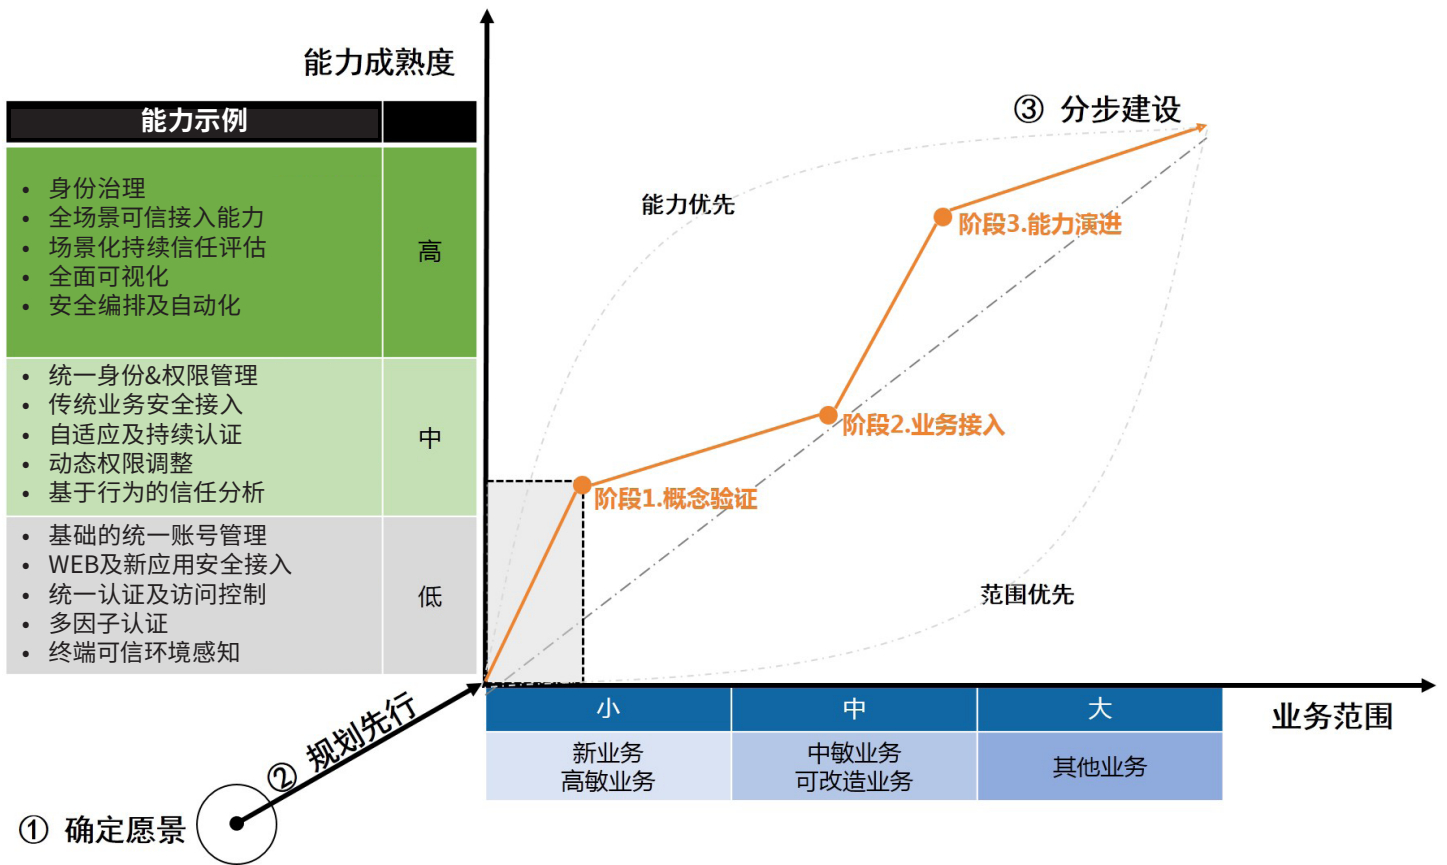 能力成熟度
③ 分步建设
能力示例
• 身份治理
• 全场景可信接入能力
• 场景化持续信任评估
• 全面可视化
• 安全编排及自动化
高
能力优先
阶段3.能力演进
• 统一身份&权限管理
• 传统业务安全接入
• 自适应及持续认证
• 动态权限调整
• 基于行为的信任分析
中
阶段2.业务接入
阶段1.概念验证
• 基础的统一账号管理
• WEB及新应用安全接入
• 统一认证及访问控制
• 多因子认证
• 终端可信环境感知
低
范围优先
小
中
大
业务范围
新业务
高敏业务
中敏业务
可改造业务
其他业务
② 规划先行
① 确定愿景